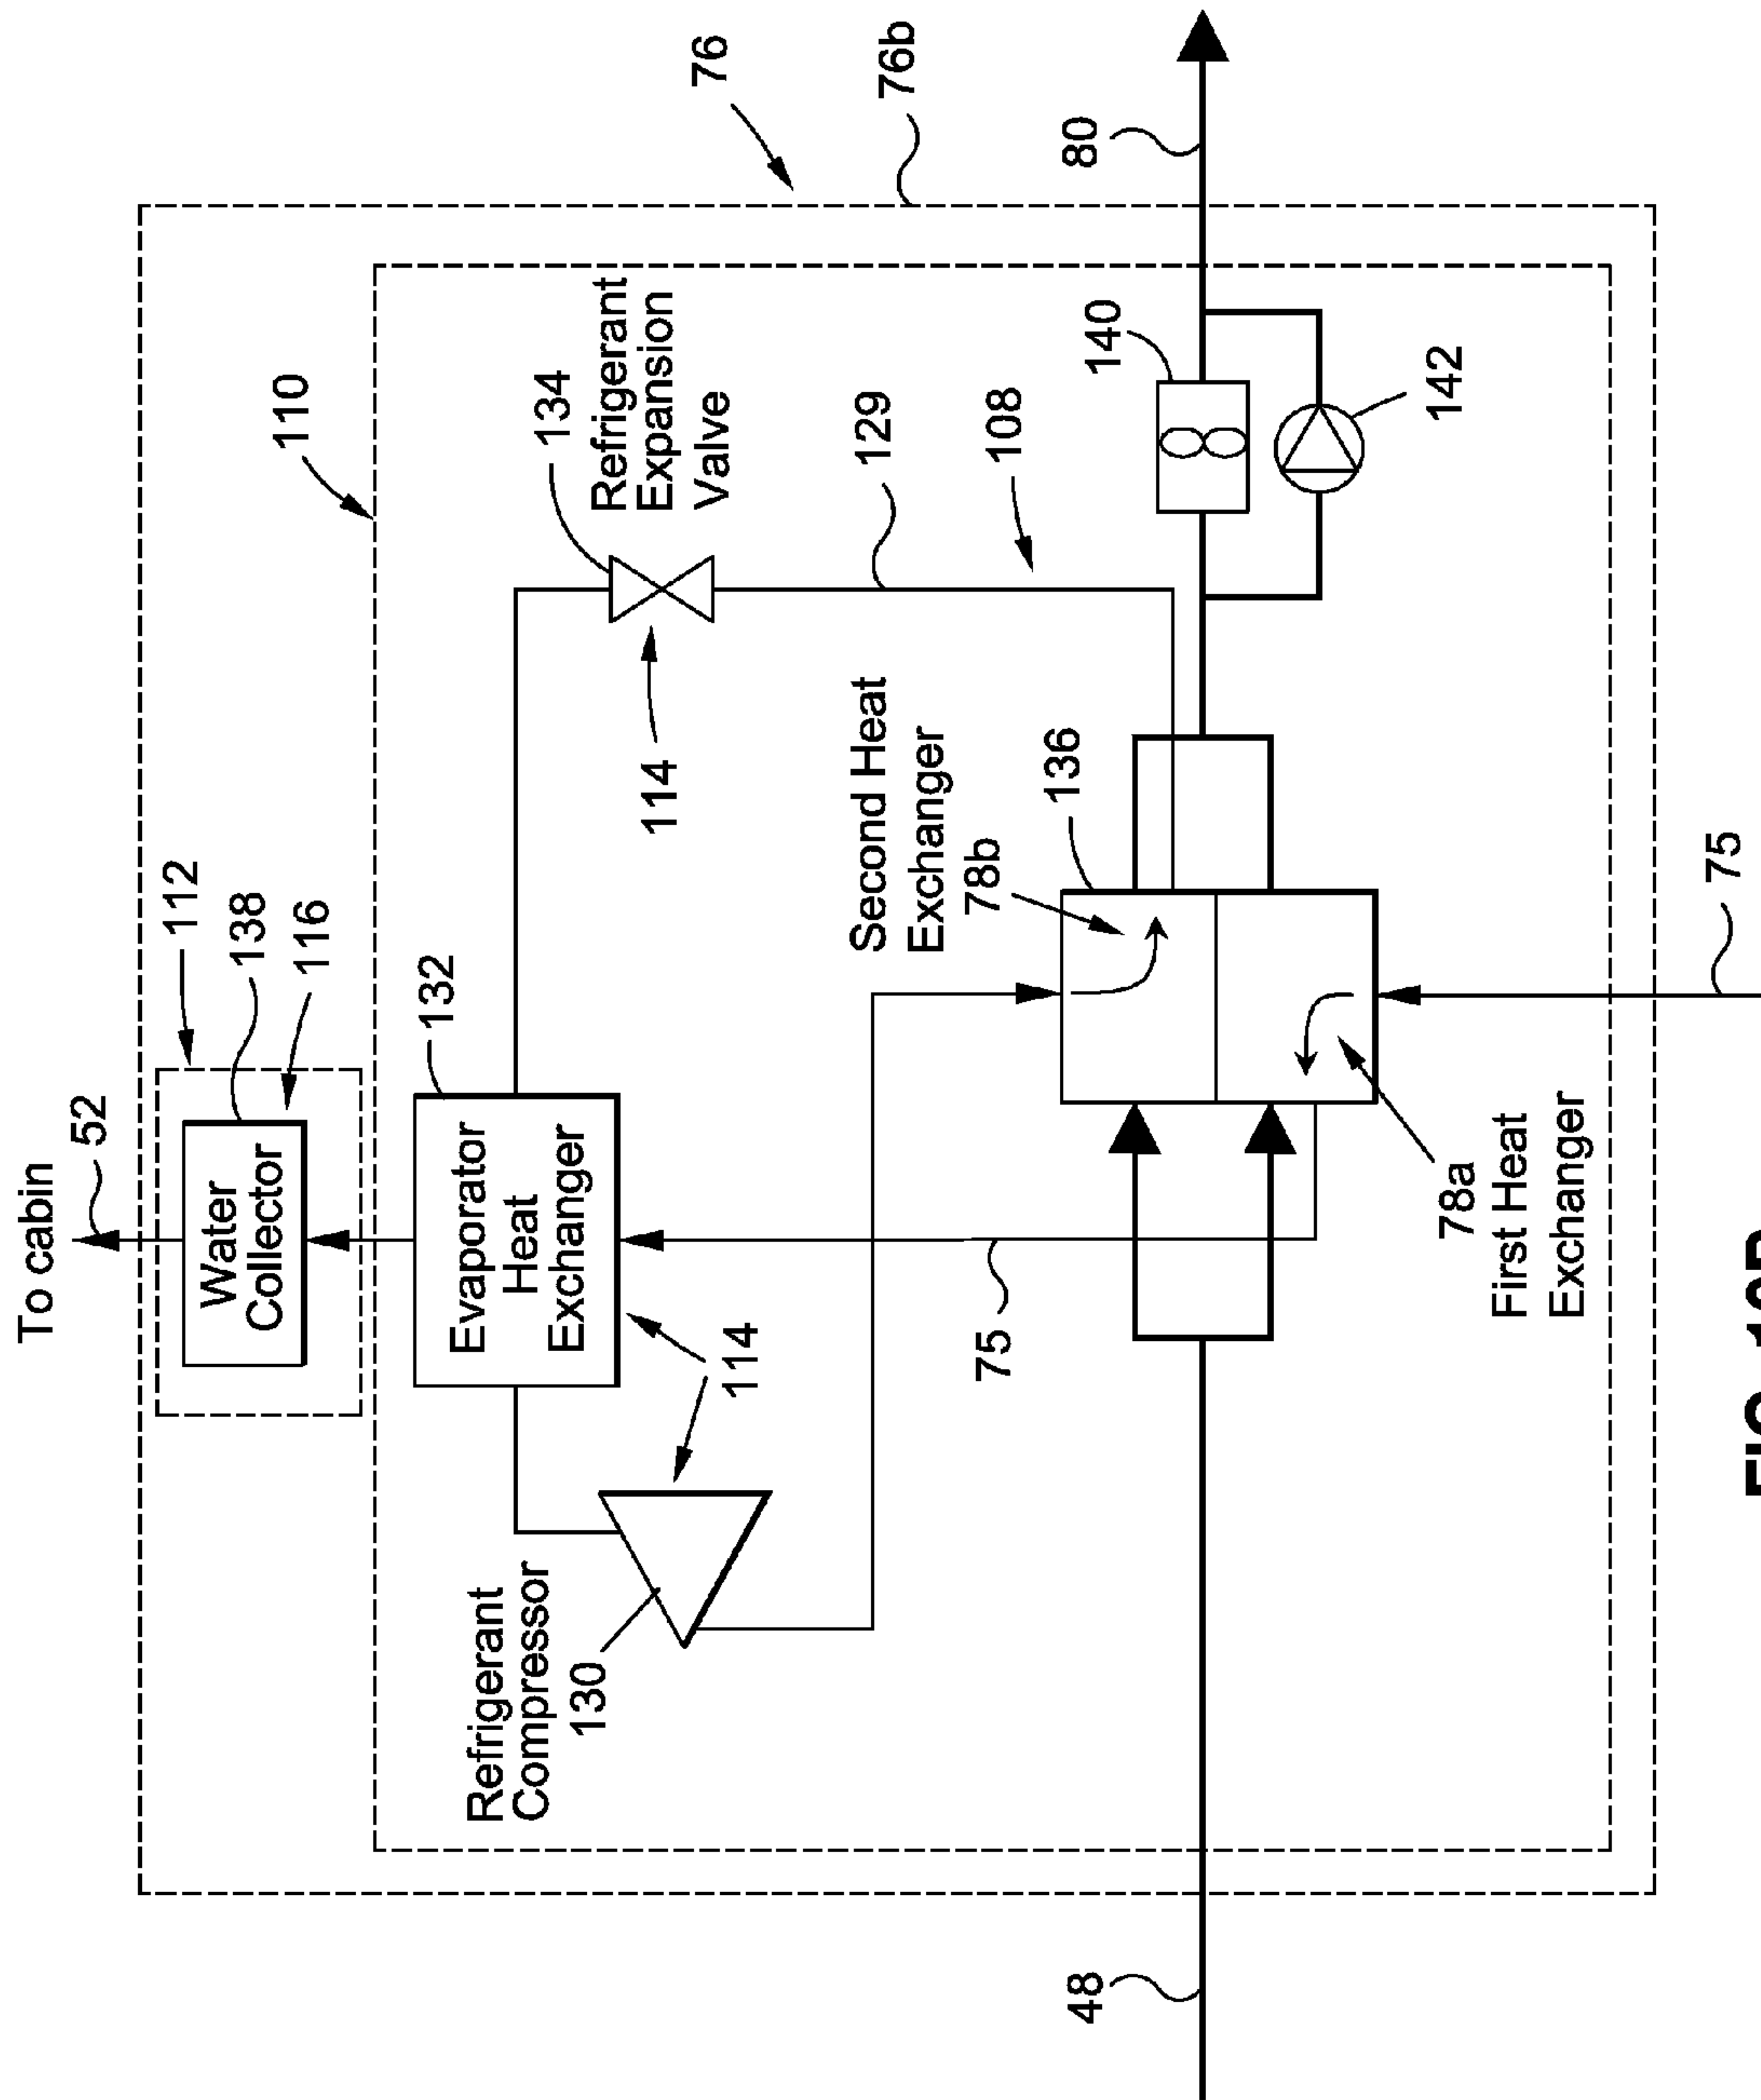 To cabin
52
112
138
116
Water
Collector
110
76
76b
132
Evaporator
Heat
Exchanger
134
Refrigerant
Expansion
Valve
114
114
Refrigerant
Compressor
130
129
108
80
140
142
Second Heat
Exchanger
78b
136
75
78a
First Heat
Exchanger
48
75